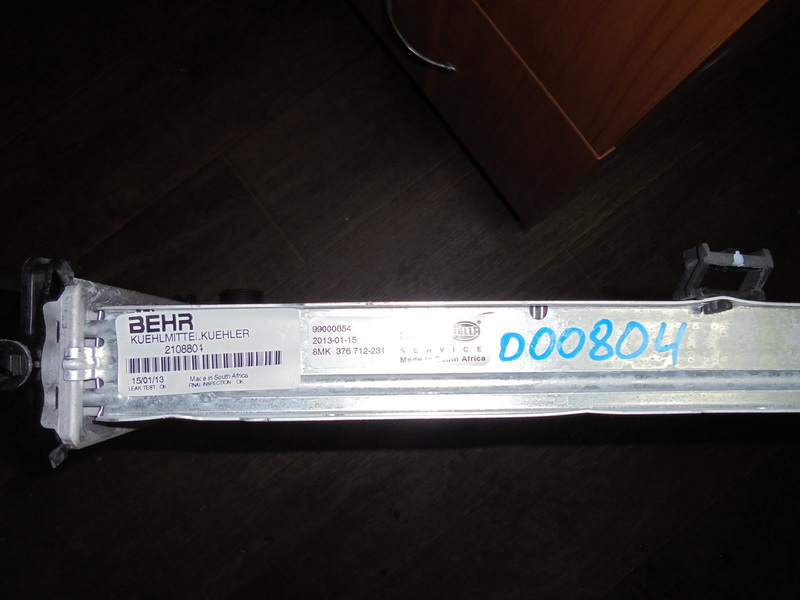 BEHR
KUEHLMITTELKUEHLER
2108804
15/01/13
Made in South Africa
LEAK TEST: OK
FINAL INSPECTION: OK
99000654
2013-01-15
8MK 376 712-231
HELLA
SERVICE
Made in South Africa
D00804